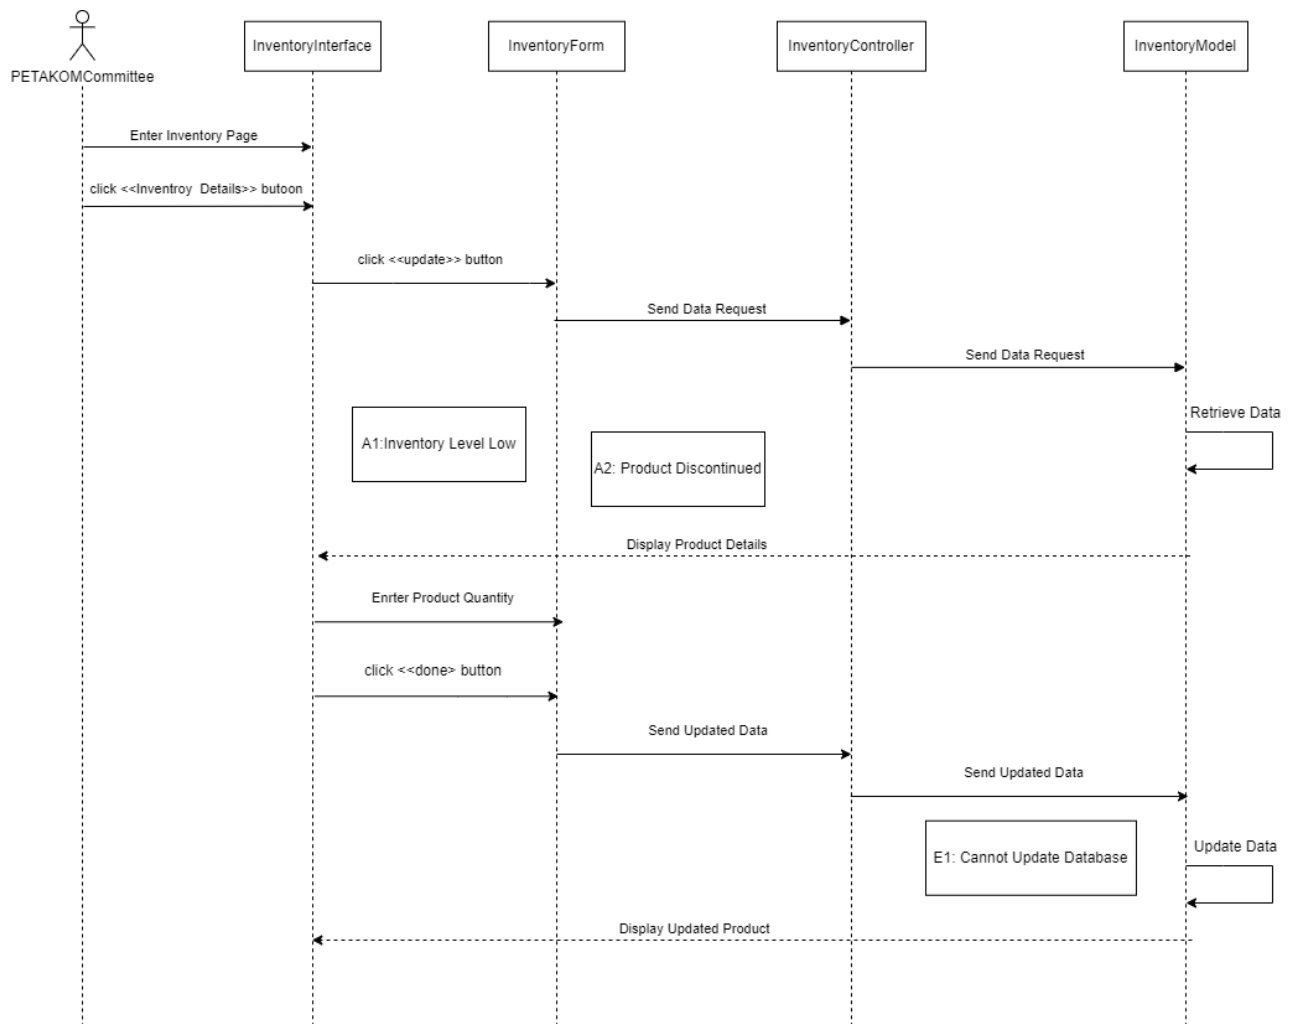 PETAKOMCommittee
InventoryInterface
InventoryForm
InventoryController
InventoryModel
Enter Inventory Page
click <<Inventroy Details>> butoon
click <<update>> button
Send Data Request
Send Data Request
Retrieve Data
A1:Inventory Level Low
A2: Product Discontinued
Display Product Details
Enrter Product Quantity
click <<done> button
Send Updated Data
Send Updated Data
Update Data
E1: Cannot Update Database
Display Updated Product